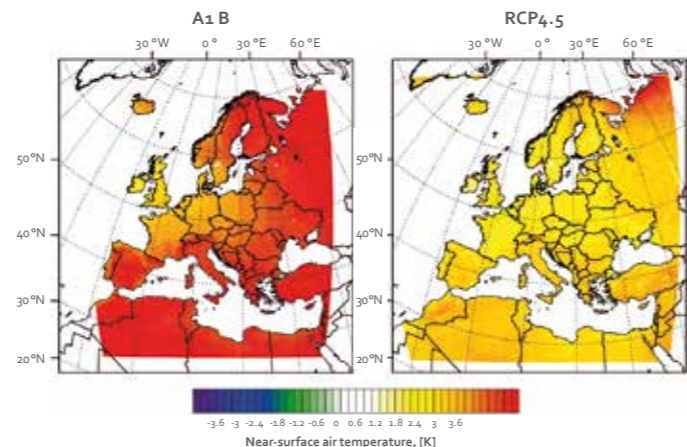 A1 B
RCP4.5
30°W 0° 30°E 60°E
30°W 0° 30°E 60°E
50°N
40°N
30°N
20°N
50°N
40°N
30°N
20°N
-3.6 -3 -2.4 -1.8 -1.2 -0.6 0 0.6 1.2 1.8 2.4 3 3.6
Near-surface air temperature, [K]